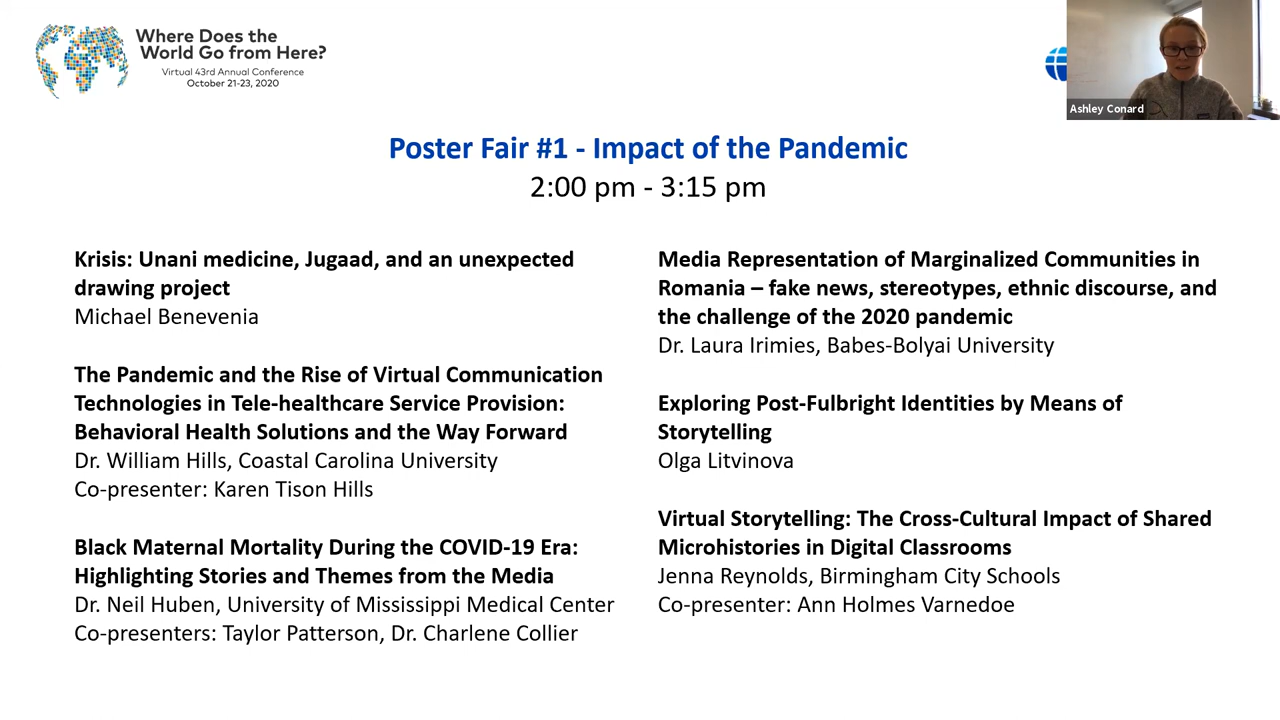 Where Does the
World Go from Here?
Virtual 43rd Annual Conference
October 21-23, 2020
Ashley Conard
Poster Fair #1 - Impact of the Pandemic
2:00 pm - 3:15 pm
Krisis: Unani medicine, Jugaad, and an unexpected
drawing project
Michael Benevenia
The Pandemic and the Rise of Virtual Communication
Technologies in Tele-healthcare Service Provision:
Behavioral Health Solutions and the Way Forward
Dr. William Hills, Coastal Carolina University
Co-presenter: Karen Tison Hills
Black Maternal Mortality During the COVID-19 Era:
Highlighting Stories and Themes from the Media
Dr. Neil Huben, University of Mississippi Medical Center
Co-presenters: Taylor Patterson, Dr. Charlene Collier
Media Representation of Marginalized Communities in
Romania – fake news, stereotypes, ethnic discourse, and
the challenge of the 2020 pandemic
Dr. Laura Irimies, Babes-Bolyai University
Exploring Post-Fulbright Identities by Means of
Storytelling
Olga Litvinova
Virtual Storytelling: The Cross-Cultural Impact of Shared
Microhistories in Digital Classrooms
Jenna Reynolds, Birmingham City Schools
Co-presenter: Ann Holmes Varnedoe